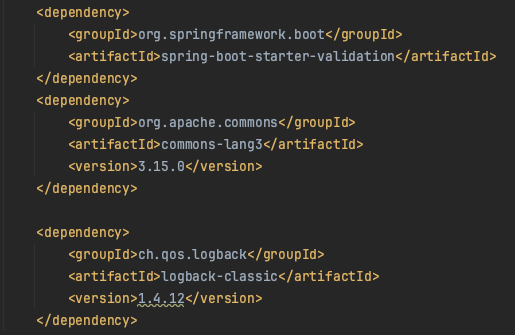 <dependency>
<groupId>org.springframework.boot</groupId>
<artifactId>spring-boot-starter-validation</artifactId>
</dependency>
<dependency>
<groupId>org.apache.commons</groupId>
<artifactId>commons-lang3</artifactId>
<version>3.15.0</version>
</dependency>
<dependency>
<groupId>ch.qos.logback</groupId>
<artifactId>logback-classic</artifactId>
<version>1.4.12</version>
</dependency>